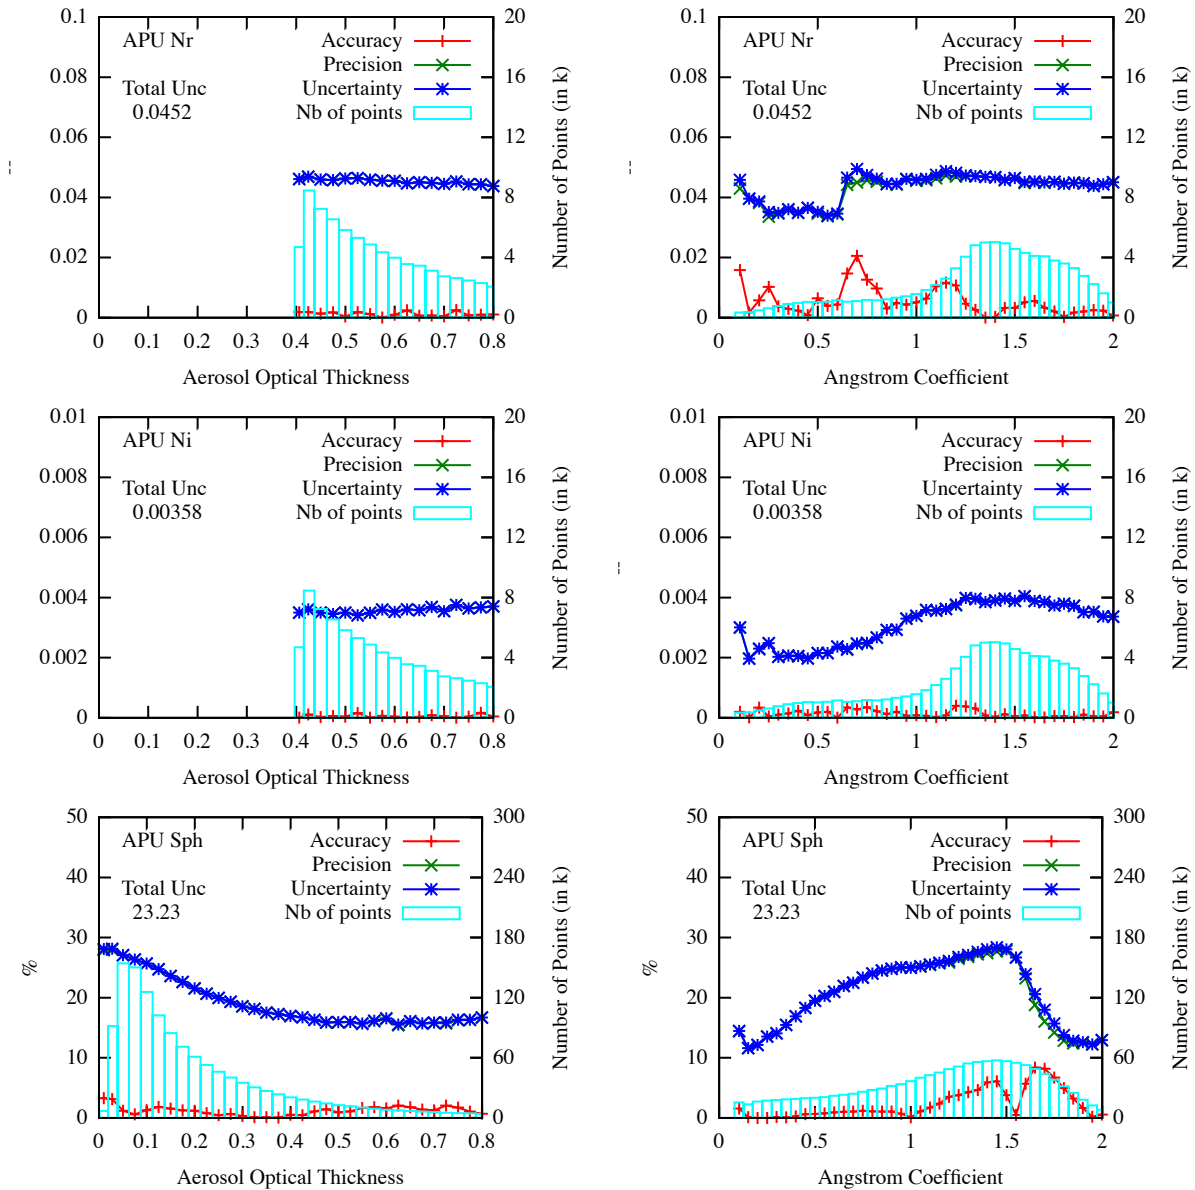 0.1
0.08
0.06
0.04
0.02
0
20
16
12
8
4
0
APU Nr
Accuracy
Precision
Total Unc
Uncertainty
0.0452
Nb of points
--
Number of Points (in k)
0 0.1 0.2 0.3 0.4 0.5 0.6 0.7 0.8
Aerosol Optical Thickness
0.1
0.08
0.06
0.04
0.02
0
20
16
12
8
4
0
APU Nr
Accuracy
Precision
Total Unc
Uncertainty
0.0452
Nb of points
--
Number of Points (in k)
0 0.5 1 1.5 2
Angstrom Coefficient
0.01
0.008
0.006
0.004
0.002
0
20
16
12
8
4
0
APU Ni
Accuracy
Precision
Total Unc
Uncertainty
0.00358
Nb of points
Number of Points (in k)
0 0.1 0.2 0.3 0.4 0.5 0.6 0.7 0.8
Aerosol Optical Thickness
0.01
0.008
0.006
0.004
0.002
0
20
16
12
8
4
0
APU Ni
Accuracy
Precision
Total Unc
Uncertainty
0.00358
Nb of points
--
Number of Points (in k)
0 0.5 1 1.5 2
Angstrom Coefficient
50
40
30
20
10
0
300
240
180
120
60
0
APU Sph
Accuracy
Precision
Total Unc
Uncertainty
23.23
Nb of points
%
Number of Points (in k)
0 0.1 0.2 0.3 0.4 0.5 0.6 0.7 0.8
Aerosol Optical Thickness
50
40
30
20
10
0
300
240
180
120
60
0
APU Sph
Accuracy
Precision
Total Unc
Uncertainty
23.23
Nb of points
%
Number of Points (in k)
0 0.5 1 1.5 2
Angstrom Coefficient